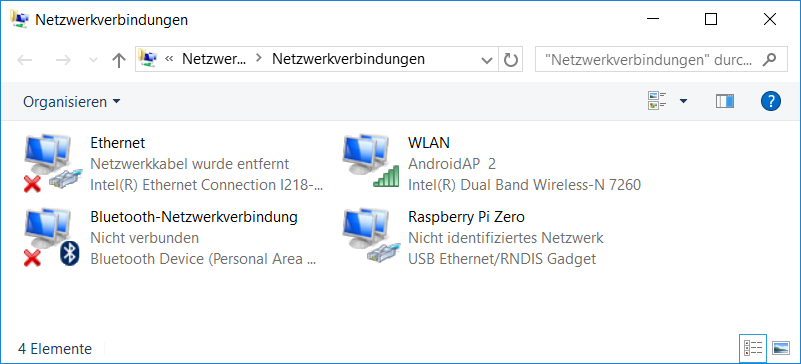 Netzwerkverbindungen
« Netzwer... > Netzwerkverbindungen
"Netzwerkverbindungen" durc...
Organisieren
Ethernet
Netzwerkkabel wurde entfernt
Intel(R) Ethernet Connection I218-...
WLAN
AndroidAP 2
Intel(R) Dual Band Wireless-N 7260
Bluetooth-Netzwerkverbindung
Nicht verbunden
Bluetooth Device (Personal Area ...
Raspberry Pi Zero
Nicht identifiziertes Netzwerk
USB Ethernet/RNDIS Gadget
4 Elemente